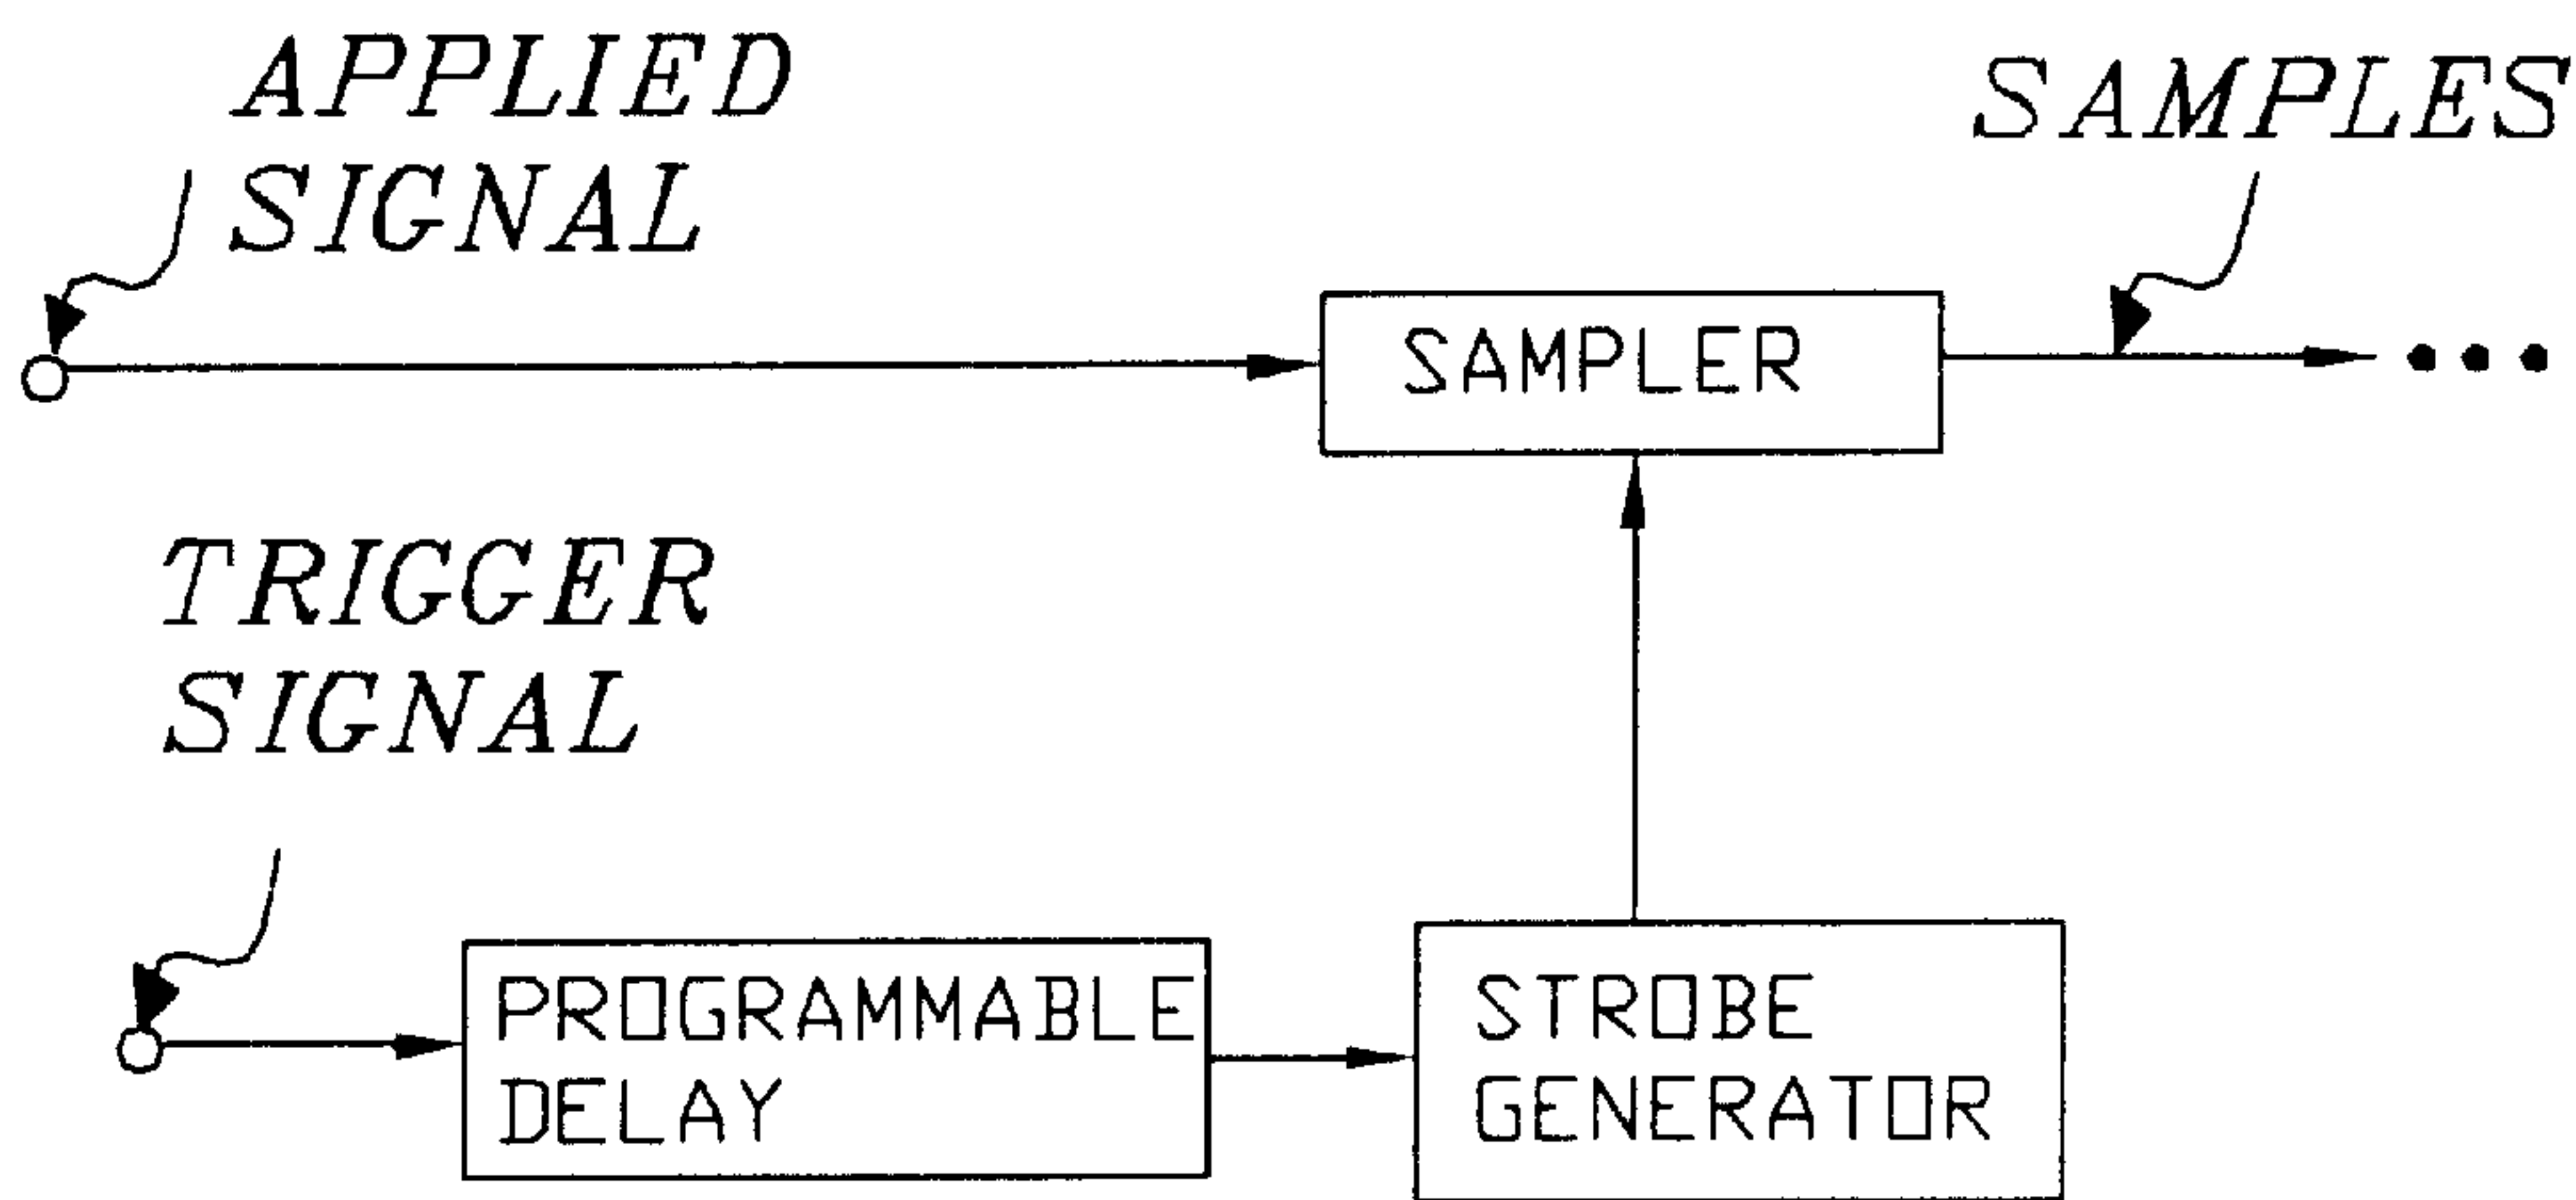 APPLIED
SIGNAL
SAMPLES
SAMPLER
TRIGGER
SIGNAL
PROGRAMMABLE
DELAY
STROBE
GENERATOR